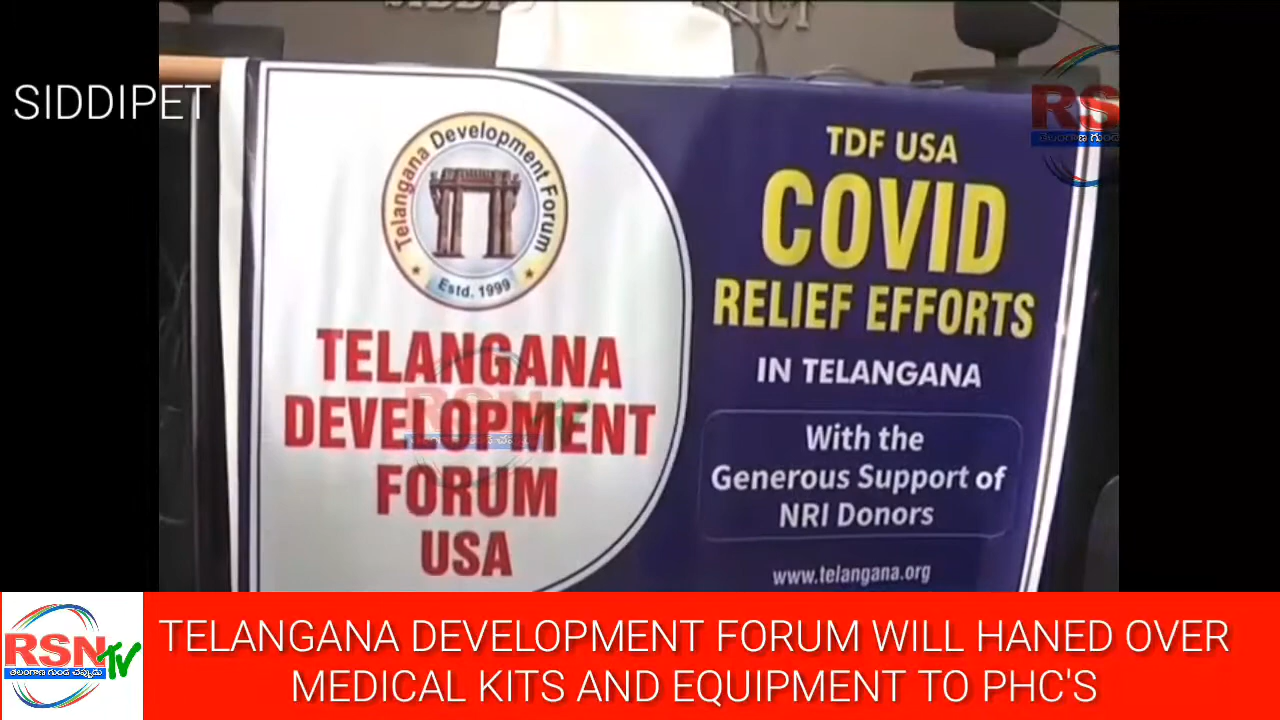 SIDDIPET
Telangana Development Forum
Estd. 1999
TELANGANA
DEVELOPMENT
FORUM
USA
TDF USA
COVID
RELIEF EFFORTS
IN TELANGANA
With the
Generous Support of
NRI Donors
www.telangana.org
RS
RSN TV
తెలంగాణ గుండె చప్పుడు
TELANGANA DEVELOPMENT FORUM WILL HANED OVER
MEDICAL KITS AND EQUIPMENT TO PHC'S